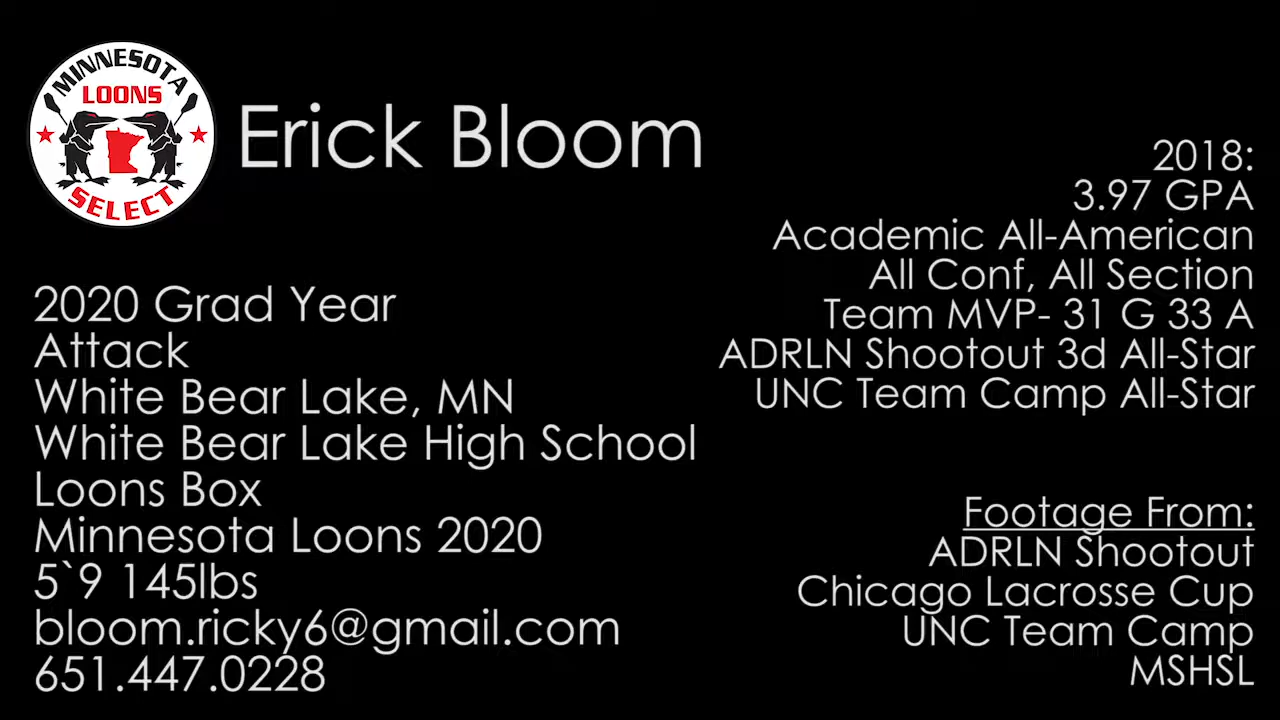 MINNESOTA
LOONS
SELECT
Erick Bloom
2020 Grad Year
Attack
White Bear Lake, MN
White Bear Lake High School
Loons Box
Minnesota Loons 2020
5`9 145lbs
bloom.ricky6@gmail.com
651.447.0228
2018:
3.97 GPA
Academic All-American
All Conf, All Section
Team MVP- 31 G 33 A
ADRLN Shootout 3d All-Star
UNC Team Camp All-Star
Footage From:
ADRLN Shootout
Chicago Lacrosse Cup
UNC Team Camp
MSHSL